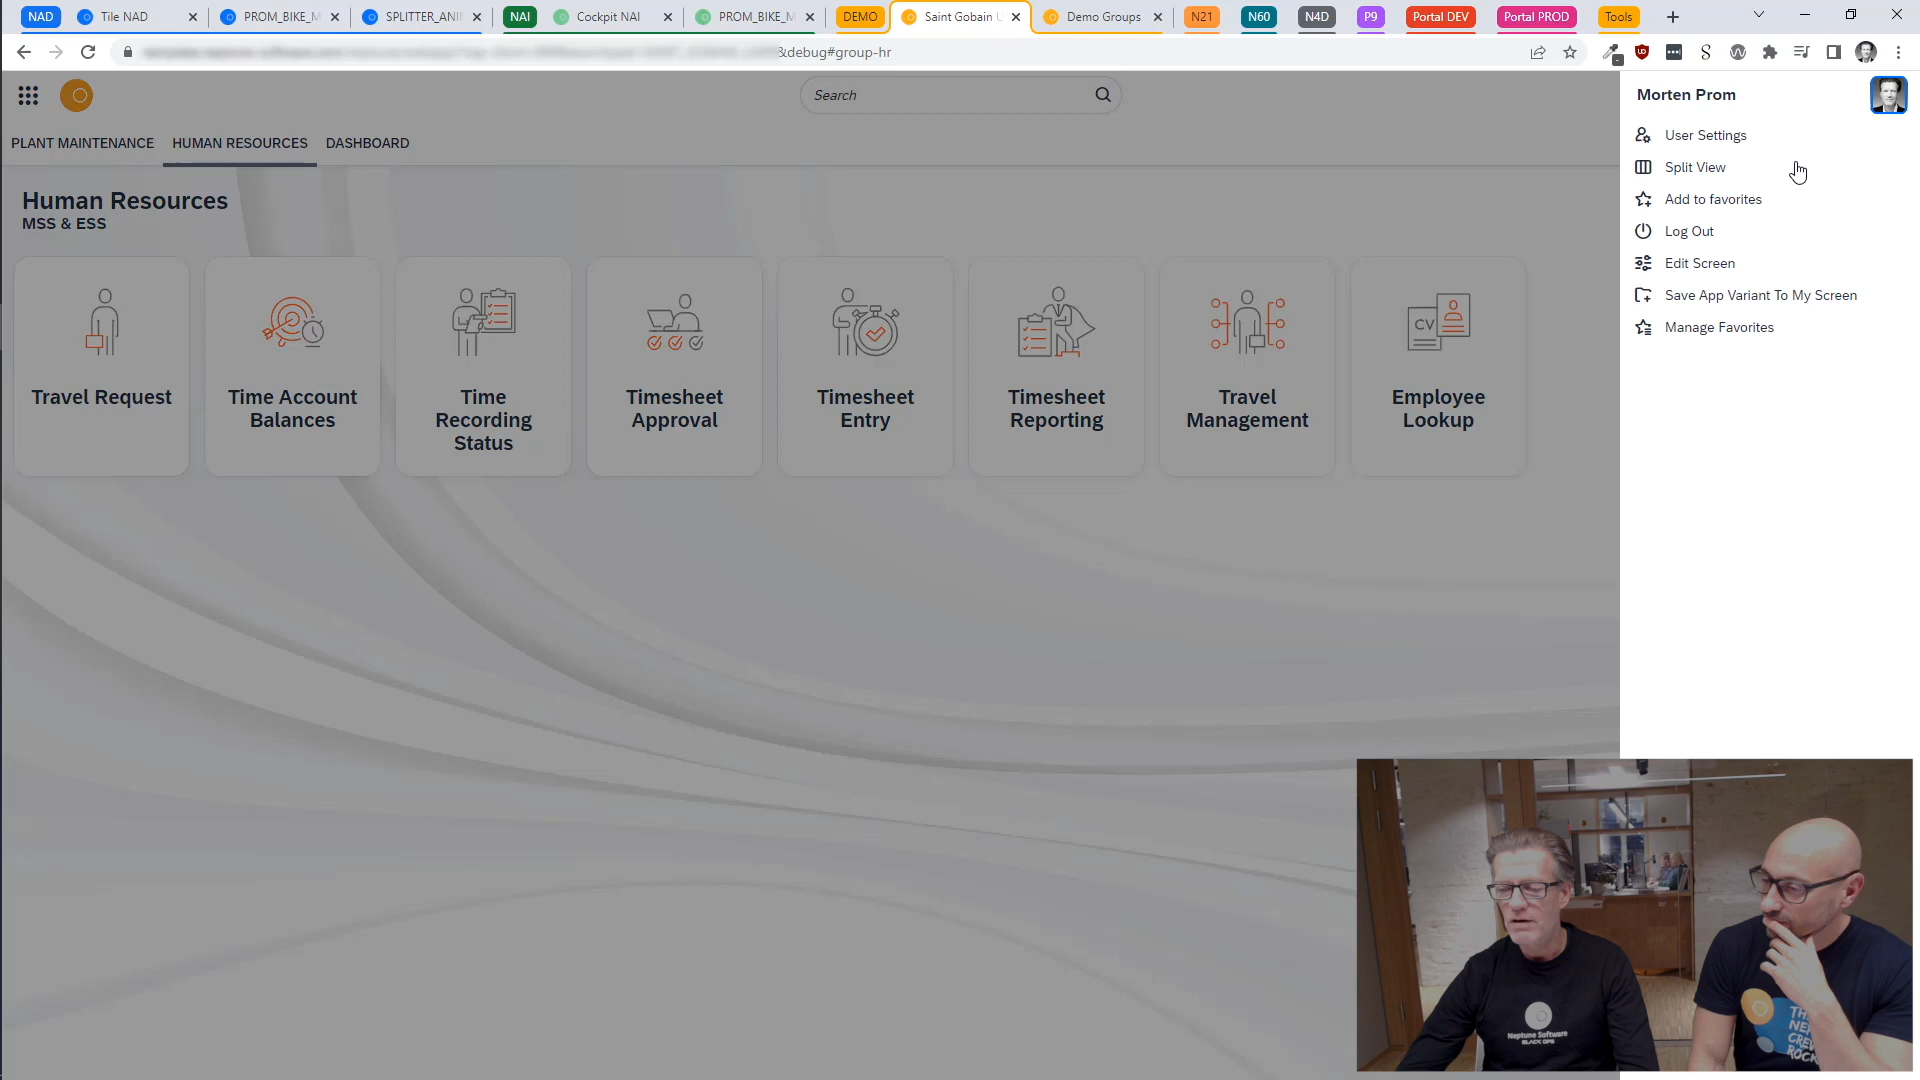 NAD
Tile NAD
PROM_BIKE_M
SPLITTER_ANI
NAI
Cockpit NAI
PROM_BIKE_M
DEMO
Saint Gobain U
Demo Groups
N21
N60
N4D
P9
Portal DEV
Portal PROD
Tools
&debug#group-hr
Search
Morten Prom
PLANT MAINTENANCE
HUMAN RESOURCES
DASHBOARD
User Settings
Split View
Add to favorites
Log Out
Edit Screen
Save App Variant To My Screen
Manage Favorites
Human Resources
MSS & ESS
Travel Request
Time Account
Balances
Time
Recording
Status
Timesheet
Approval
Timesheet
Entry
Timesheet
Reporting
Travel
Management
CV
Employee
Lookup
Neptune Software
BLACK OPS
CREW
ROCK